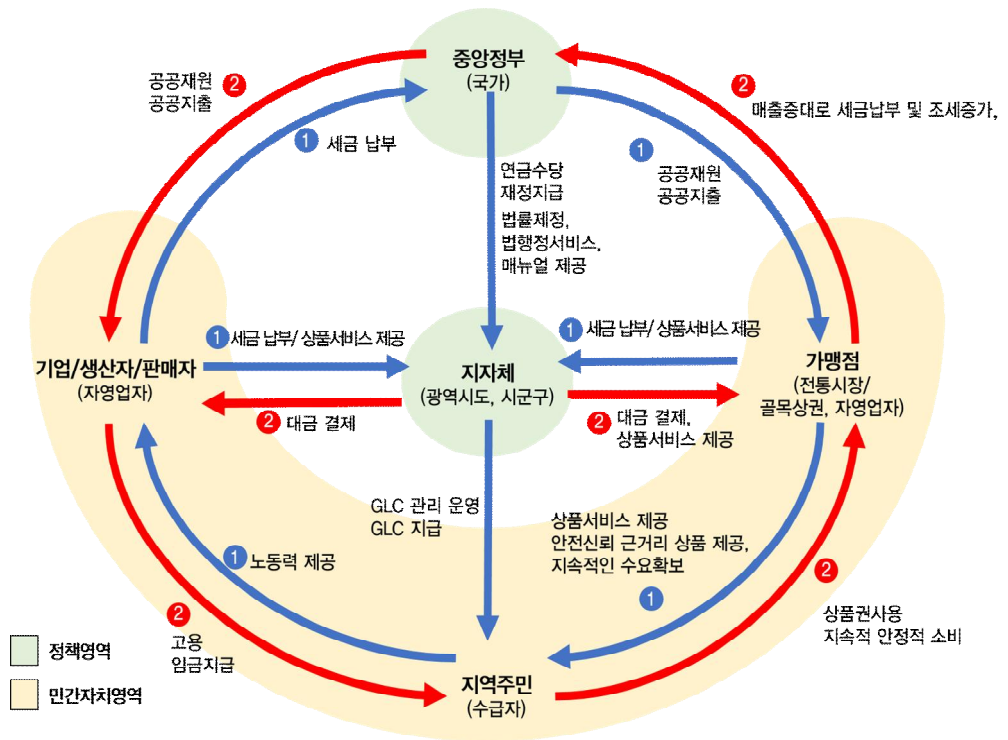 중앙정부
(국가)
2
공공재원
공공지출
1
세금 납부
2
매출증대로 세금납부 및 조세증가,
1
공공재원
공공지출
연금수당
재정지급
법률제정,
법행정서비스.
매뉴얼 제공
1
세금 납부/ 상품서비스 제공
1
세금 납부/ 상품서비스 제공
기업/생산자/판매자
(자영업자)
지자체
(광역시도, 시군구)
가맹점
(전통시장/
골목상권, 자영업자)
2
대금 결제
2
대금 결제,
상품서비스 제공
GLC 관리 운영
GLC 지급
상품서비스 제공
안전신뢰 근거리 상품 제공,
지속적인 수요확보
1
1
노동력 제공
2
고용
임금지급
2
상품권사용
지속적 안정적 소비
지역주민
(수급자)
정책영역
민간자치영역